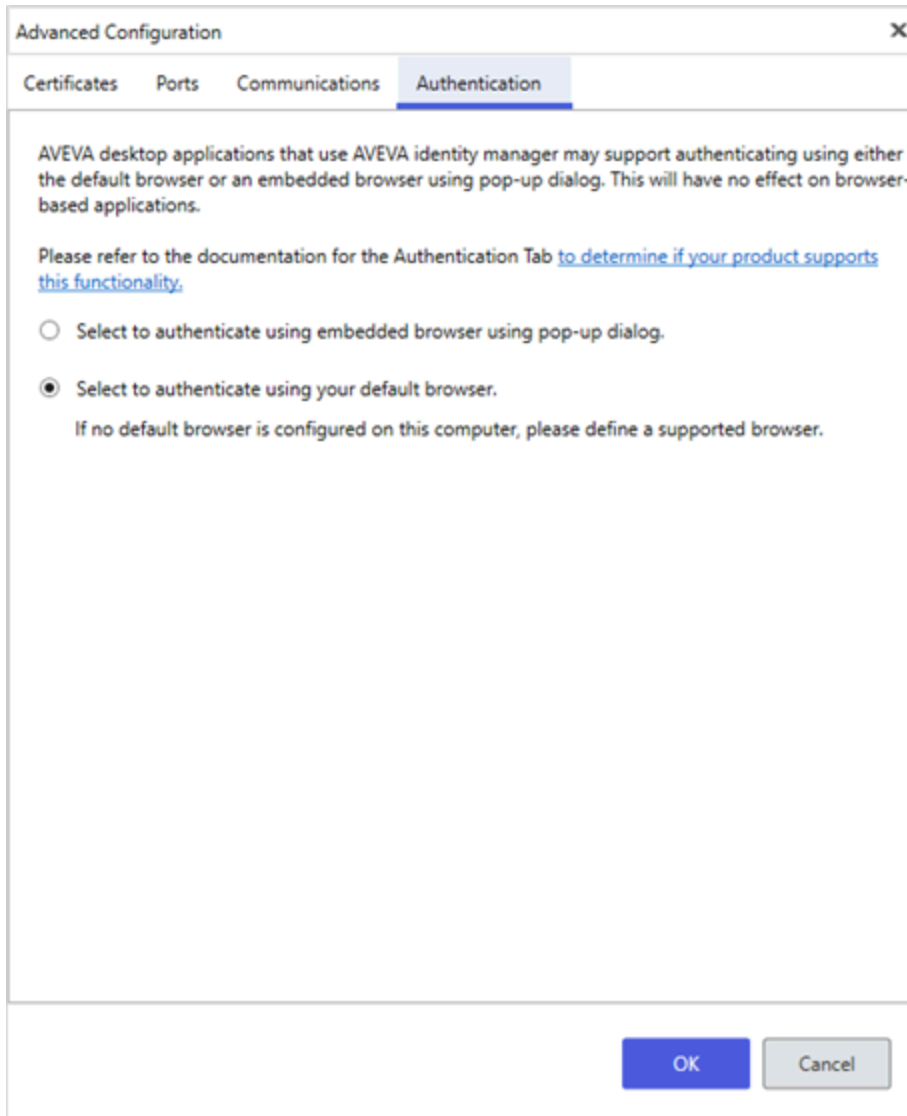 Advanced Configuration
Certificates Ports Communications Authentication
AVEVA desktop applications that use AVEVA identity manager may support authenticating using either
the default browser or an embedded browser using pop-up dialog. This will have no effect on browser-
based applications.
Please refer to the documentation for the Authentication Tab to determine if your product supports
this functionality.
Select to authenticate using embedded browser using pop-up dialog.
Select to authenticate using your default browser.
If no default browser is configured on this computer, please define a supported browser.
OK Cancel